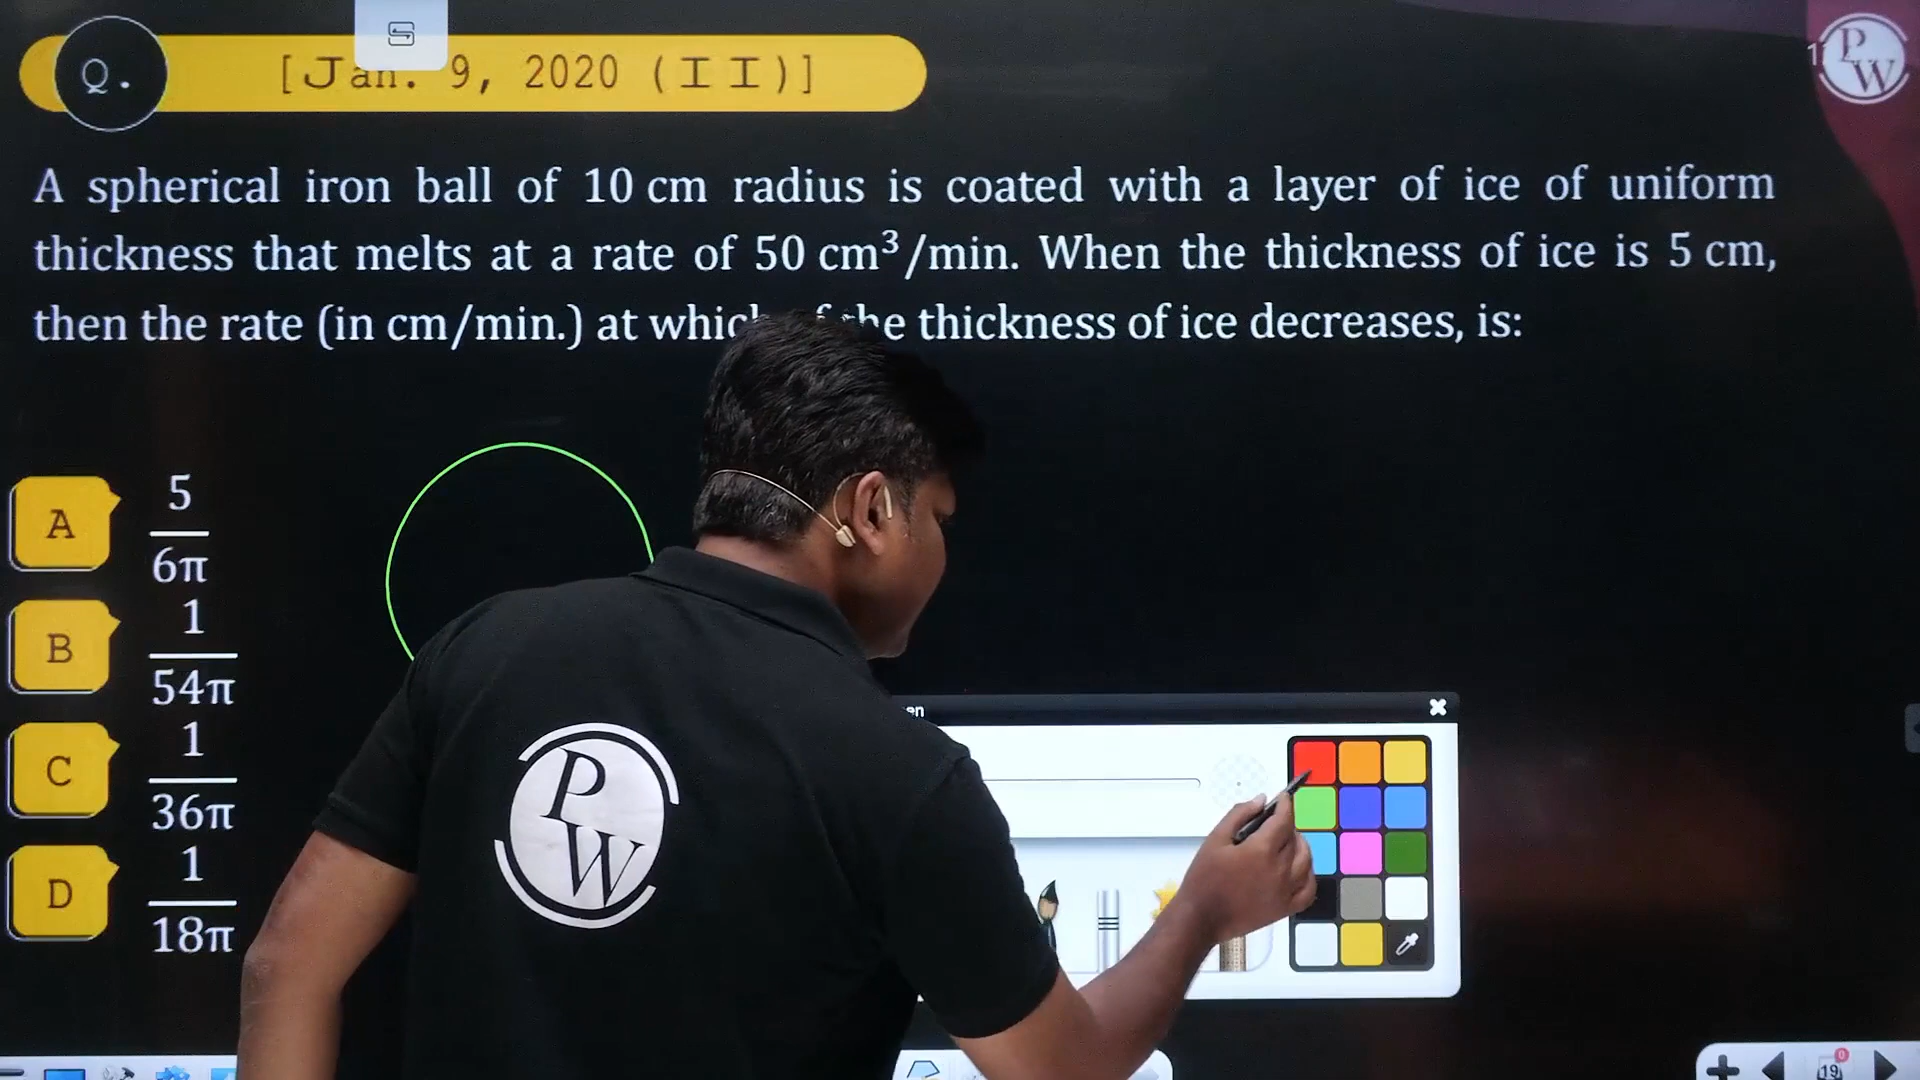 Q. [Jan. 9, 2020 (II)]
PW
A spherical iron ball of 10 cm radius is coated with a layer of ice of uniform
thickness that melts at a rate of 50 cm³/min. When the thickness of ice is 5 cm,
then the rate (in cm/min.) at which of the thickness of ice decreases, is:
A 5/6π
B 1/54π
C 1/36π
D 1/18π
en
PW
0
19